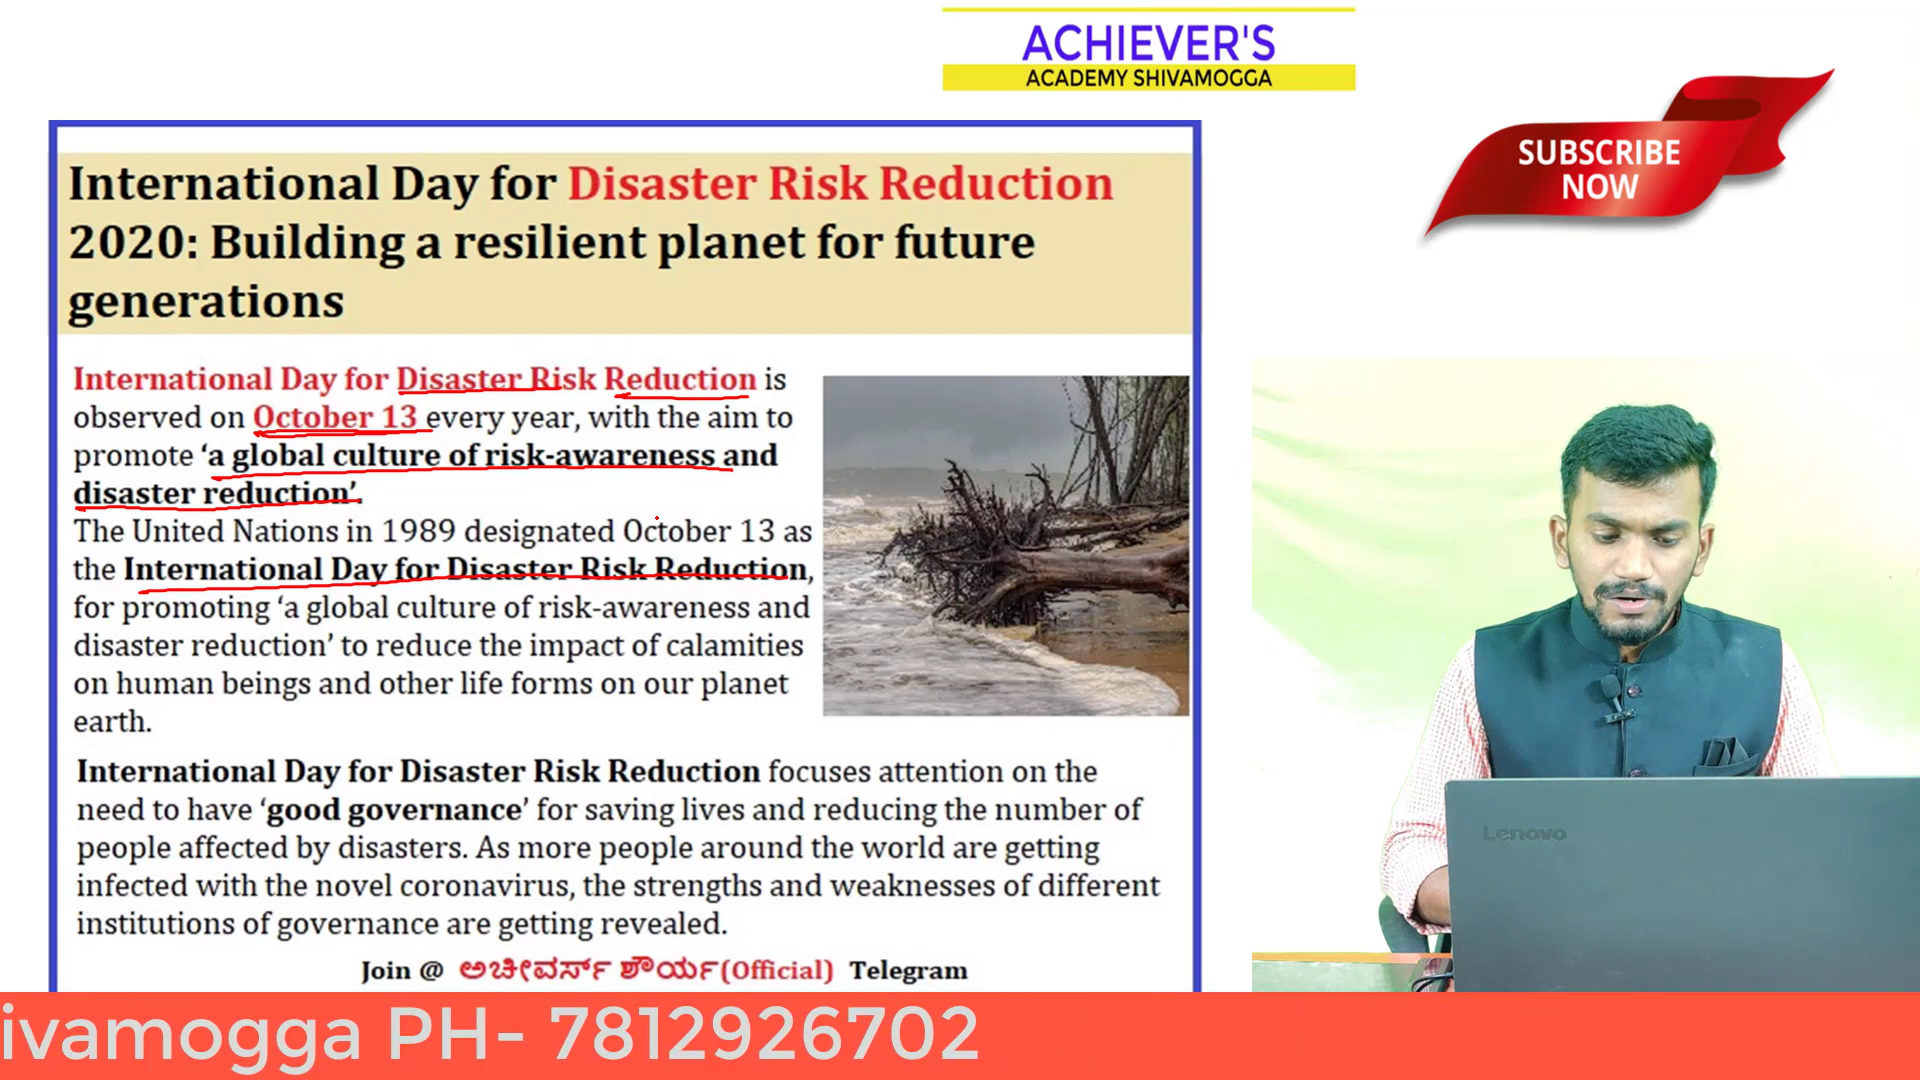 ACHIEVER'S
ACADEMY SHIVAMOGGA
SUBSCRIBE
NOW
International Day for Disaster Risk Reduction
2020: Building a resilient planet for future
generations
International Day for Disaster Risk Reduction is
observed on October 13 every year, with the aim to
promote ‘a global culture of risk-awareness and
disaster reduction’.
The United Nations in 1989 designated October 13 as
the International Day for Disaster Risk Reduction,
for promoting ‘a global culture of risk-awareness and
disaster reduction’ to reduce the impact of calamities
on human beings and other life forms on our planet
earth.
International Day for Disaster Risk Reduction focuses attention on the
need to have ‘good governance’ for saving lives and reducing the number of
people affected by disasters. As more people around the world are getting
infected with the novel coronavirus, the strengths and weaknesses of different
institutions of governance are getting revealed.
Join @ ಅಚೀವರ್ಸ್ ಶೌರ್ಯ(Official) Telegram
Lenovo
ivamogga PH- 7812926702